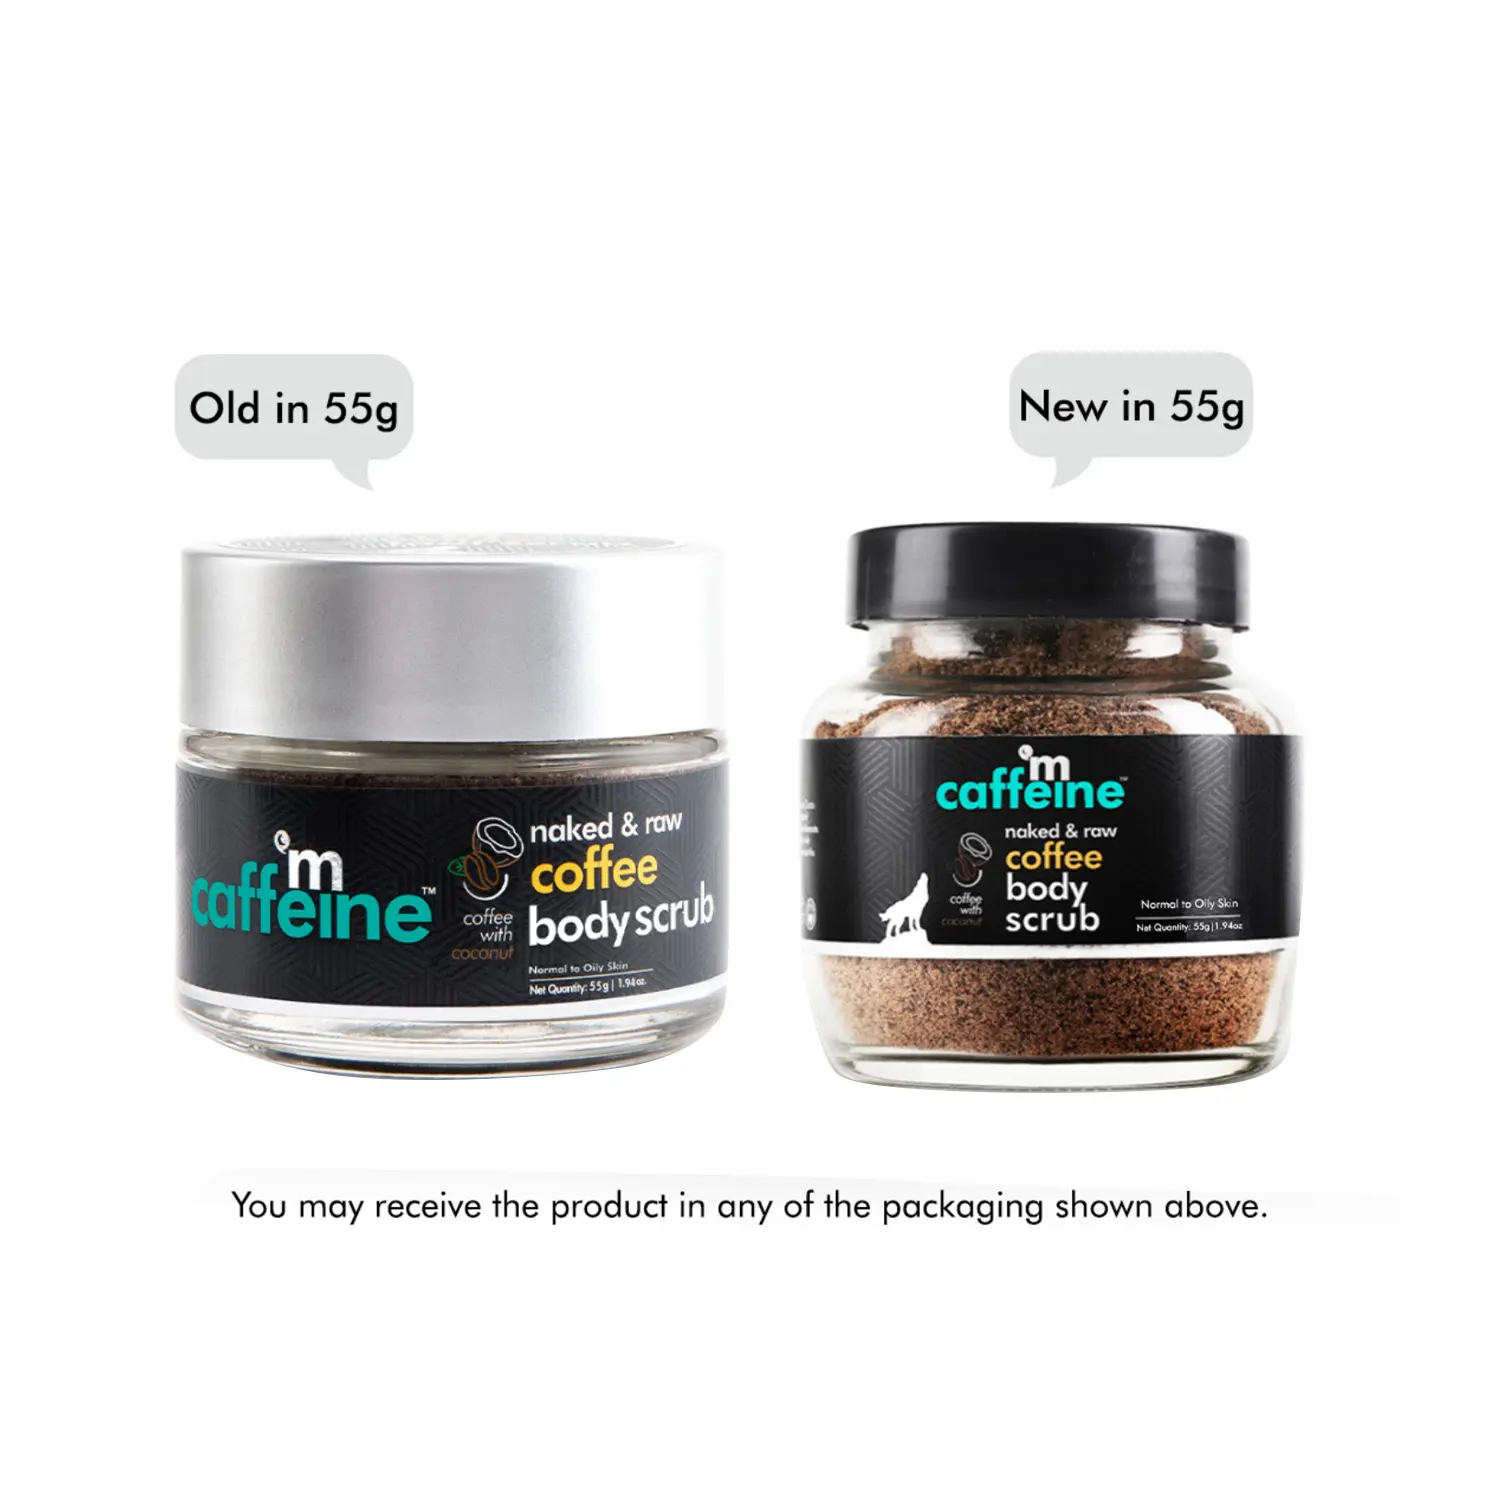 Old in 55g
New in 55g
'm
caffeine™
naked & raw
coffee
body scrub
coffee
with
coconut
Normal to Oily Skin
Net Quantity: 55g | 1.94oz.
'm
caffeine™
naked & raw
coffee
body
scrub
coffee
with
coconut
Normal to Oily Skin
Net Quantity: 55g|1.94oz
You may receive the product in any of the packaging shown above.